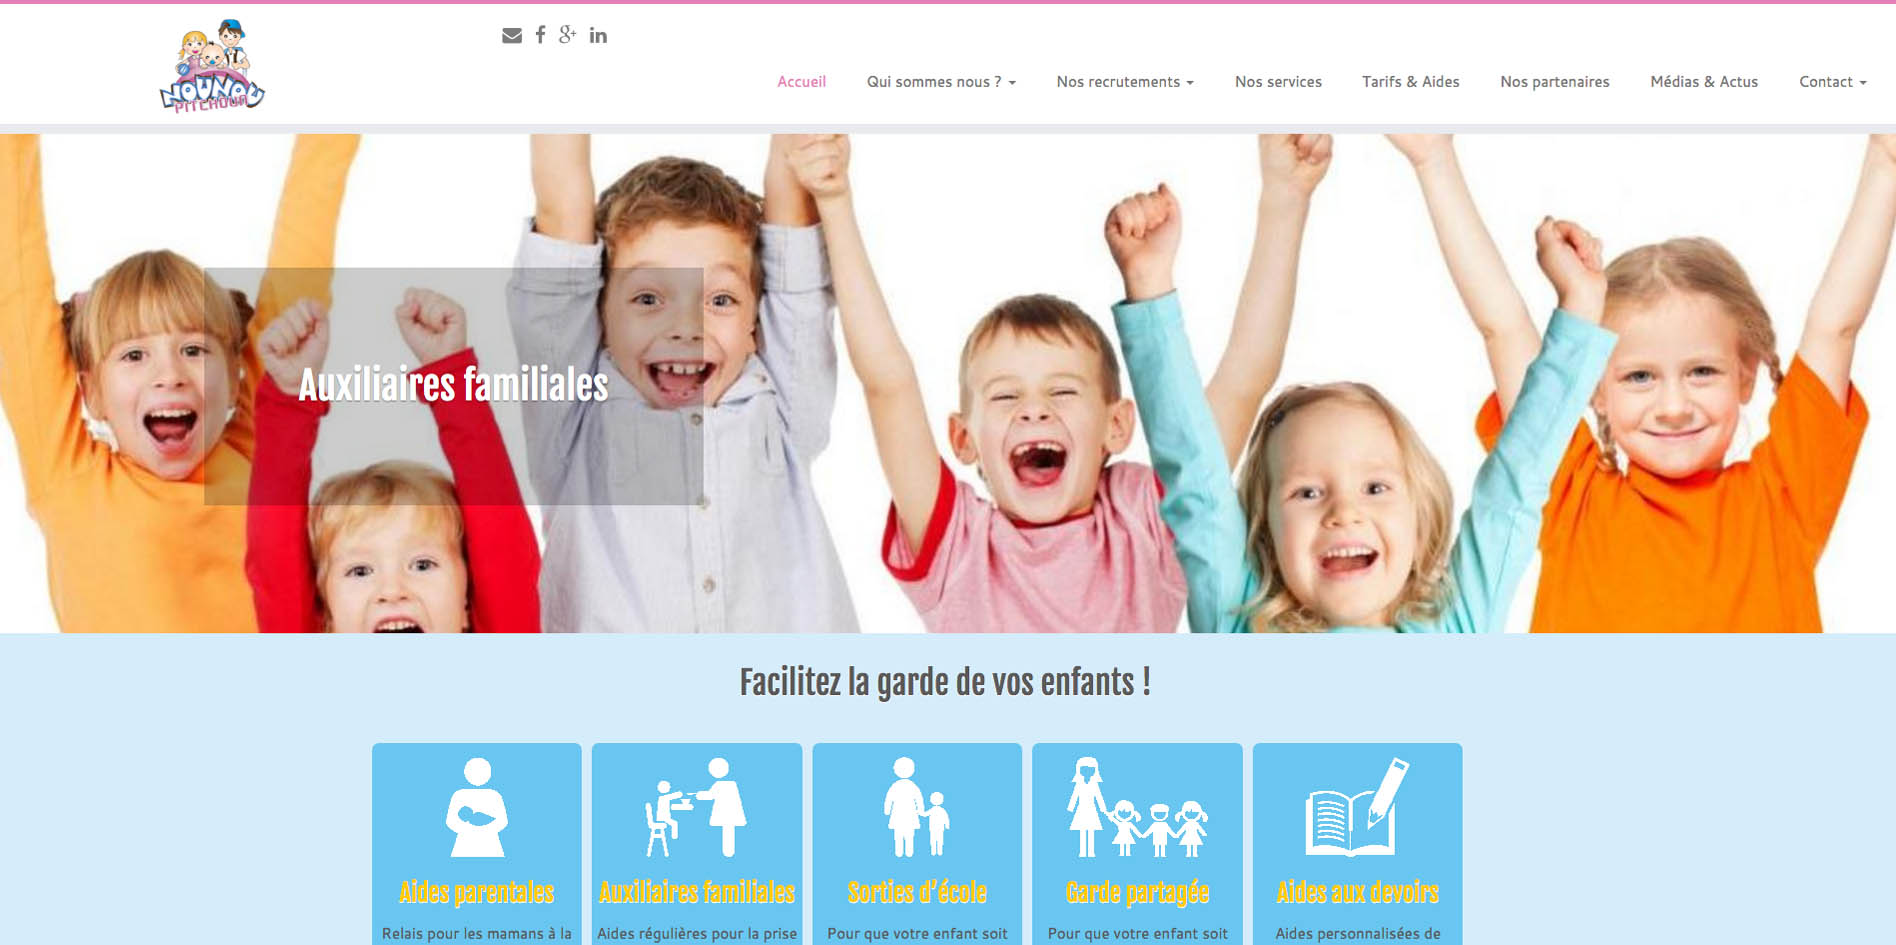 NOUNOU
PITCHOUN
Accueil
Qui sommes nous ?
Nos recrutements
Nos services
Tarifs & Aides
Nos partenaires
Médias & Actus
Contact
Auxiliaires familiales
Facilitez la garde de vos enfants !
Aides parentales
Auxiliaires familiales
Sorties d'école
Garde partagée
Aides aux devoirs
Relais pour les mamans à la
Aides régulières pour la prise
Pour que votre enfant soit
Pour que votre enfant soit
Aides personnalisées de